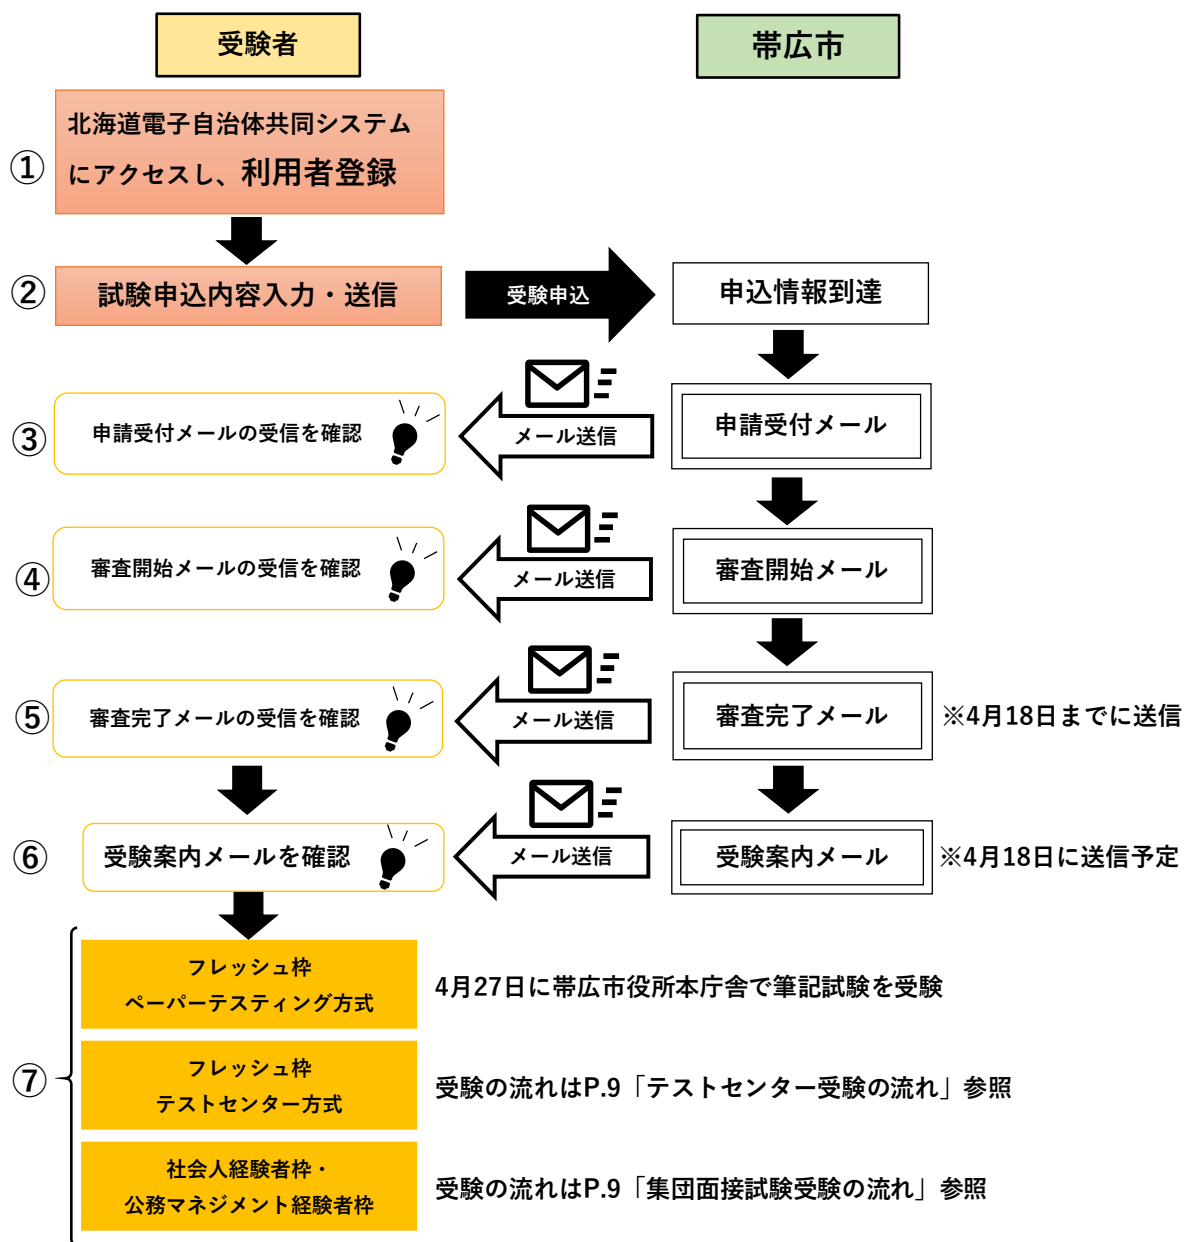 受験者
帯広市
①
北海道電子自治体共同システム
にアクセスし、利用者登録
②
試験申込内容入力・送信
受験申込
申込情報到達
③
申請受付メールの受信を確認
メール送信
申請受付メール
④
審査開始メールの受信を確認
メール送信
審査開始メール
⑤
審査完了メールの受信を確認
メール送信
審査完了メール
※4月18日までに送信
⑥
受験案内メールを確認
メール送信
受験案内メール
※4月18日に送信予定
⑦
フレッシュ枠
ペーパーテスティング方式
4月27日に帯広市役所本庁舎で筆記試験を受験
フレッシュ枠
テストセンター方式
受験の流れはP.9「テストセンター受験の流れ」参照
社会人経験者枠・
公務マネジメント経験者枠
受験の流れはP.9「集団面接試験受験の流れ」参照